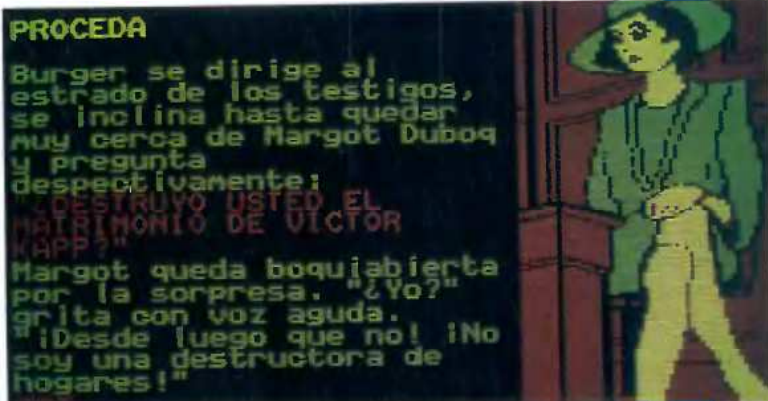 PROCEDA
Burger se dirige al
estrado de los testigos,
se inclina hasta quedar
muy cerca de Margot Duboq
y pregunta
despectivamente:
"¿DESTRUYO USTED EL
MATRIMONIO DE VICTOR
KAPP?"
Margot queda boquiabierta
por la sorpresa. "¿Yo?"
grita con voz aguda.
"¡Desde luego que no! ¡No
soy una destructora de
hogares!"